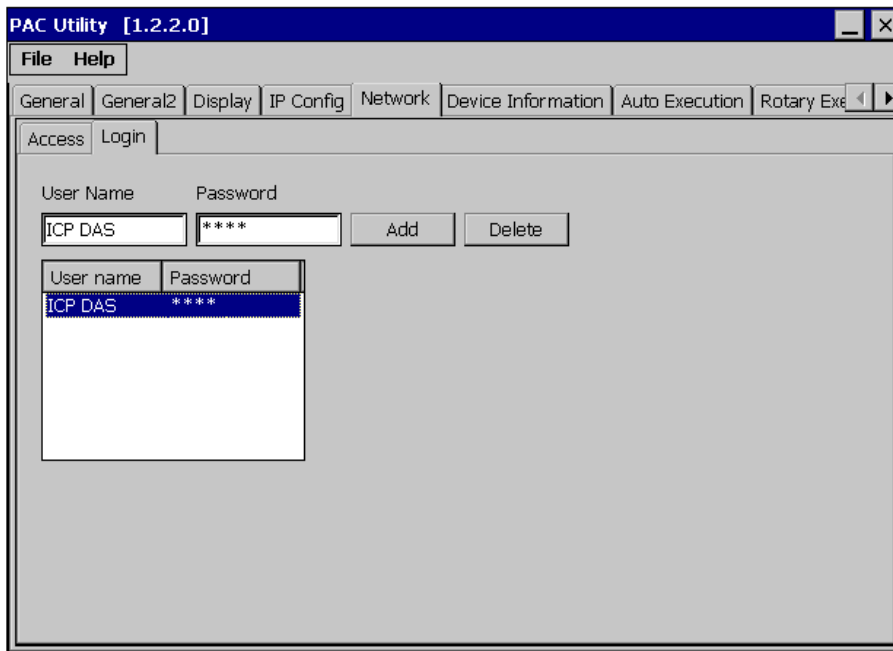 PAC Utility [1.2.2.0]
File Help
General General2 Display IP Config Network Device Information Auto Execution Rotary Exe
Access Login
User Name Password
ICP DAS **** Add Delete
User name Password
ICP DAS ****